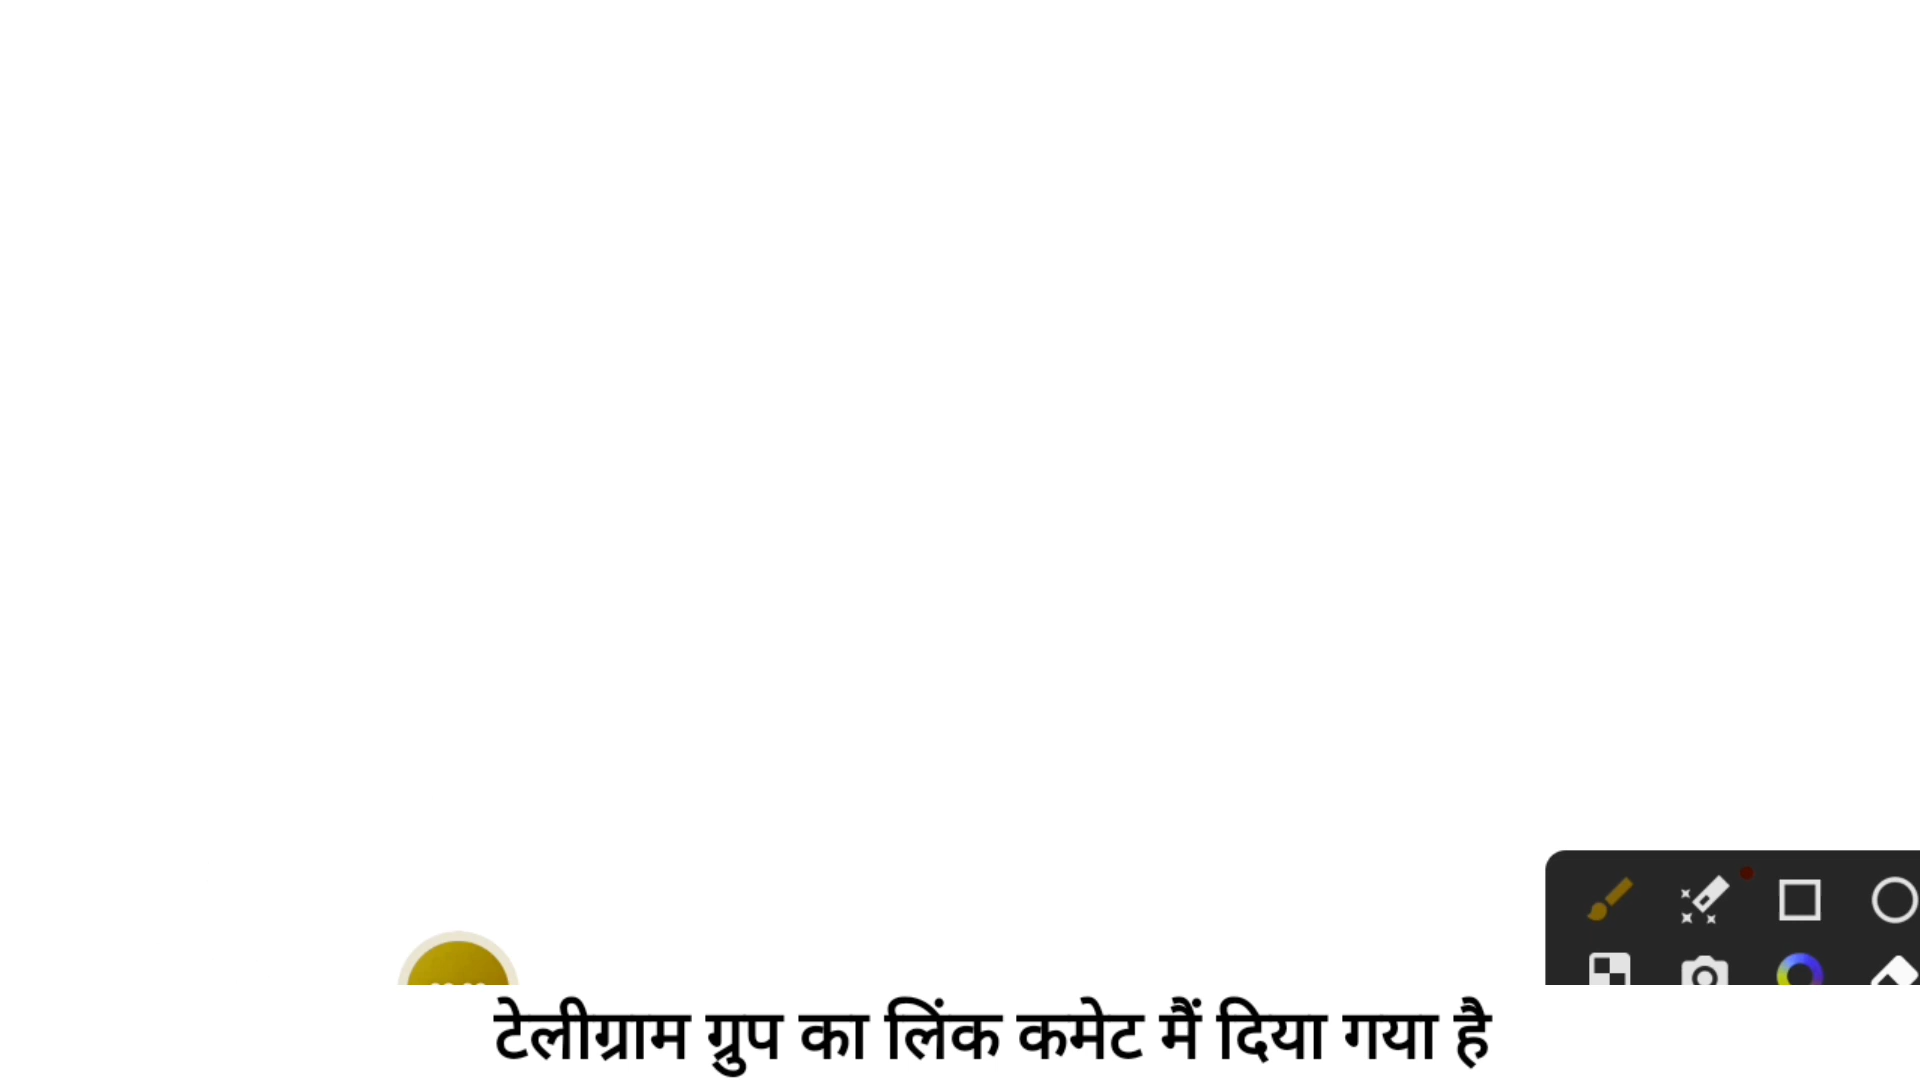 टेलीग्राम ग्रुप का लिंक कमेट मैं दिया गया है